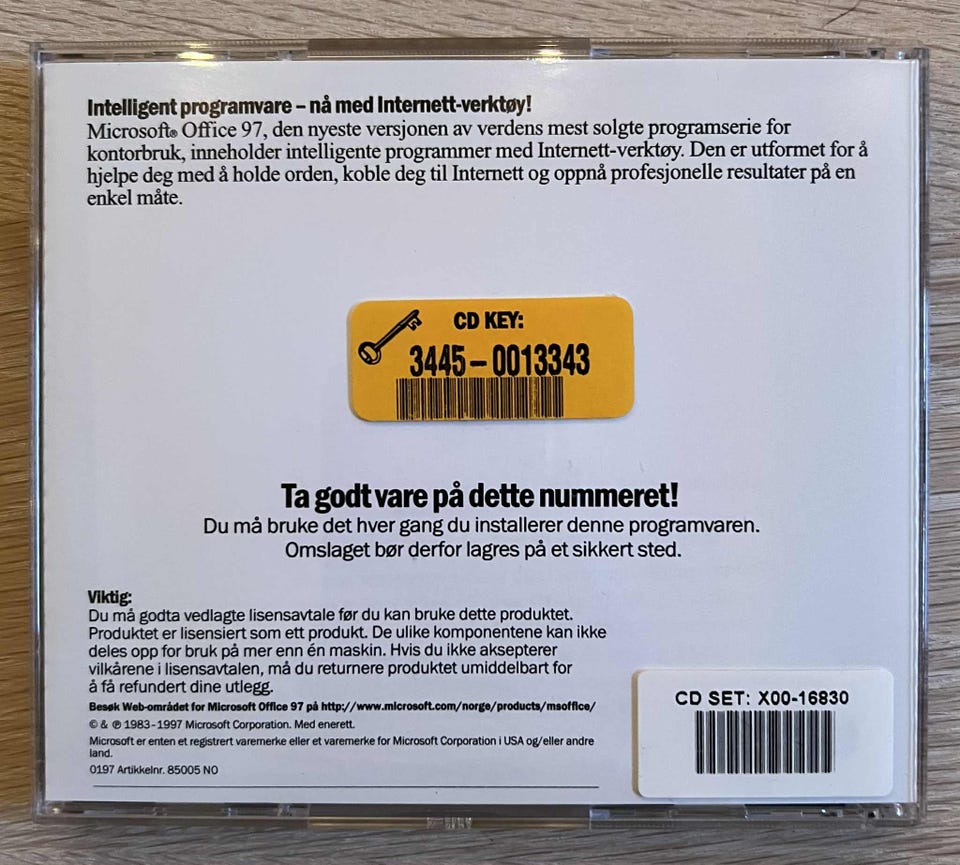 Intelligent programvare – nå med Internett-verktøy!
Microsoft® Office 97, den nyeste versjonen av verdens mest solgte programserie for
kontorbruk, inneholder intelligente programmer med Internett-verktøy. Den er utformet for å
hjelpe deg med å holde orden, koble deg til Internett og oppnå profesjonelle resultater på en
enkel måte.
CD KEY:
3445–0013343
Ta godt vare på dette nummeret!
Du må bruke det hver gang du installerer denne programvaren.
Omslaget bør derfor lagres på et sikkert sted.
Viktig:
Du må godta vedlagte lisensavtale før du kan bruke dette produktet.
Produktet er lisensiert som ett produkt. De ulike komponentene kan ikke
deles opp for bruk på mer enn én maskin. Hvis du ikke aksepterer
vilkårene i lisensavtalen, må du returnere produktet umiddelbart for
å få refundert dine utlegg.
Besøk Web-området for Microsoft Office 97 på http://www.microsoft.com/norge/products/msoffice/
© & ℗ 1983-1997 Microsoft Corporation. Med enerett.
Microsoft er enten et registrert varemerke eller et varemerke for Microsoft Corporation i USA og/eller andre
land.
0197 Artikkelnr. 85005 NO
CD SET: X00-16830